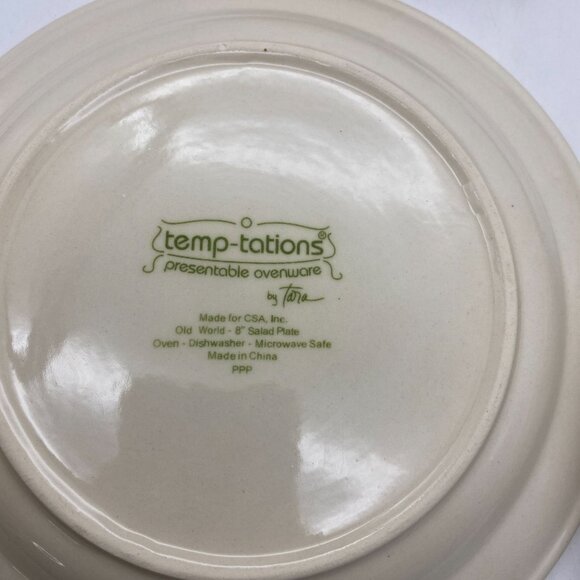 temp-tations®
presentable ovenware
by Tara
Made for CSA, Inc.
Old World - 8" Salad Plate
Oven - Dishwasher - Microwave Safe
Made in China
PPP